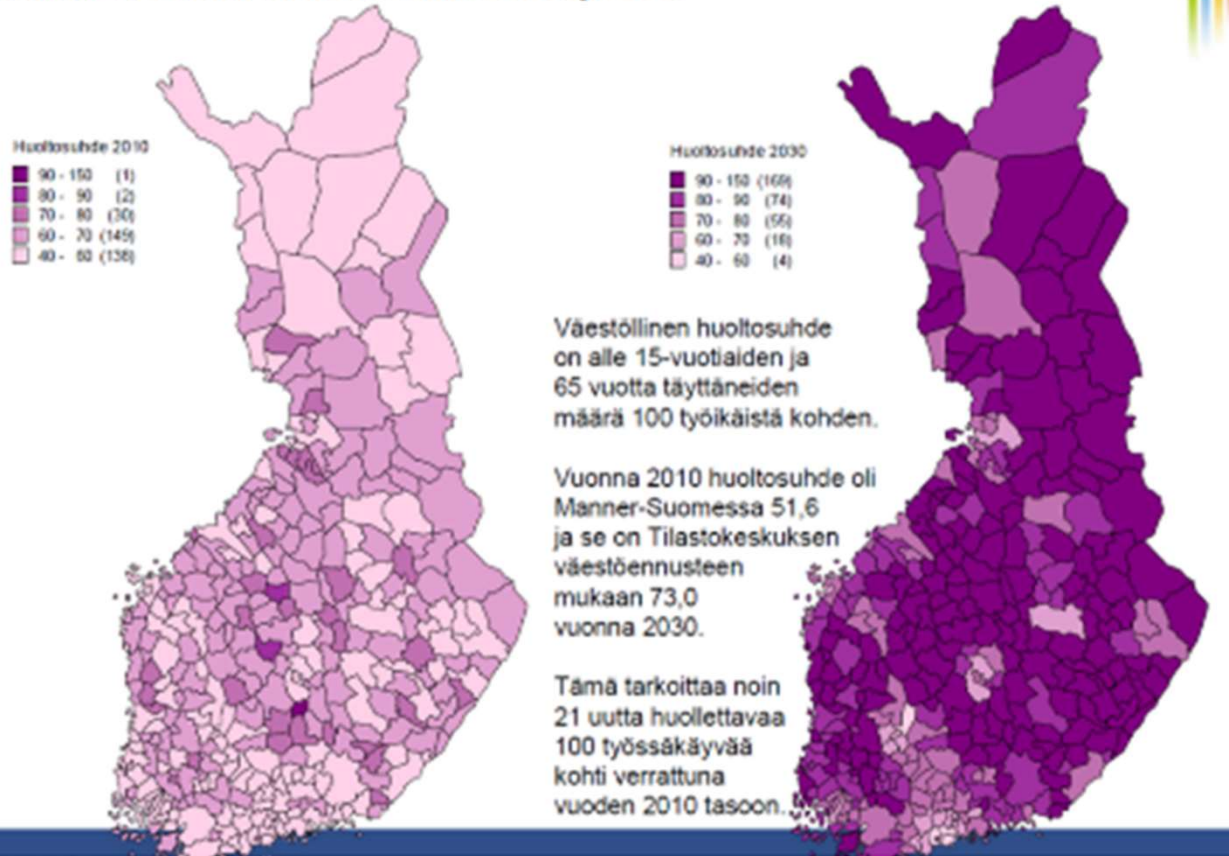 Huoltosuhde 2010
90 - 150 (1)
80 - 90 (2)
70 - 80 (30)
60 - 70 (149)
40 - 60 (138)
Huoltosuhde 2030
90 - 150 (169)
80 - 90 (74)
70 - 80 (55)
60 - 70 (18)
40 - 60 (4)
Väestöllinen huoltosuhde
on alle 15-vuotiaiden ja
65 vuotta täyttäneiden
määrä 100 työikäistä kohden.
Vuonna 2010 huoltosuhde oli
Manner-Suomessa 51,6
ja se on Tilastokeskuksen
väestöennusteen
mukaan 73,0
vuonna 2030.
Tämä tarkoittaa noin
21 uutta huollettavaa
100 työssäkäyvää
kohti verrattuna
vuoden 2010 tasoon.